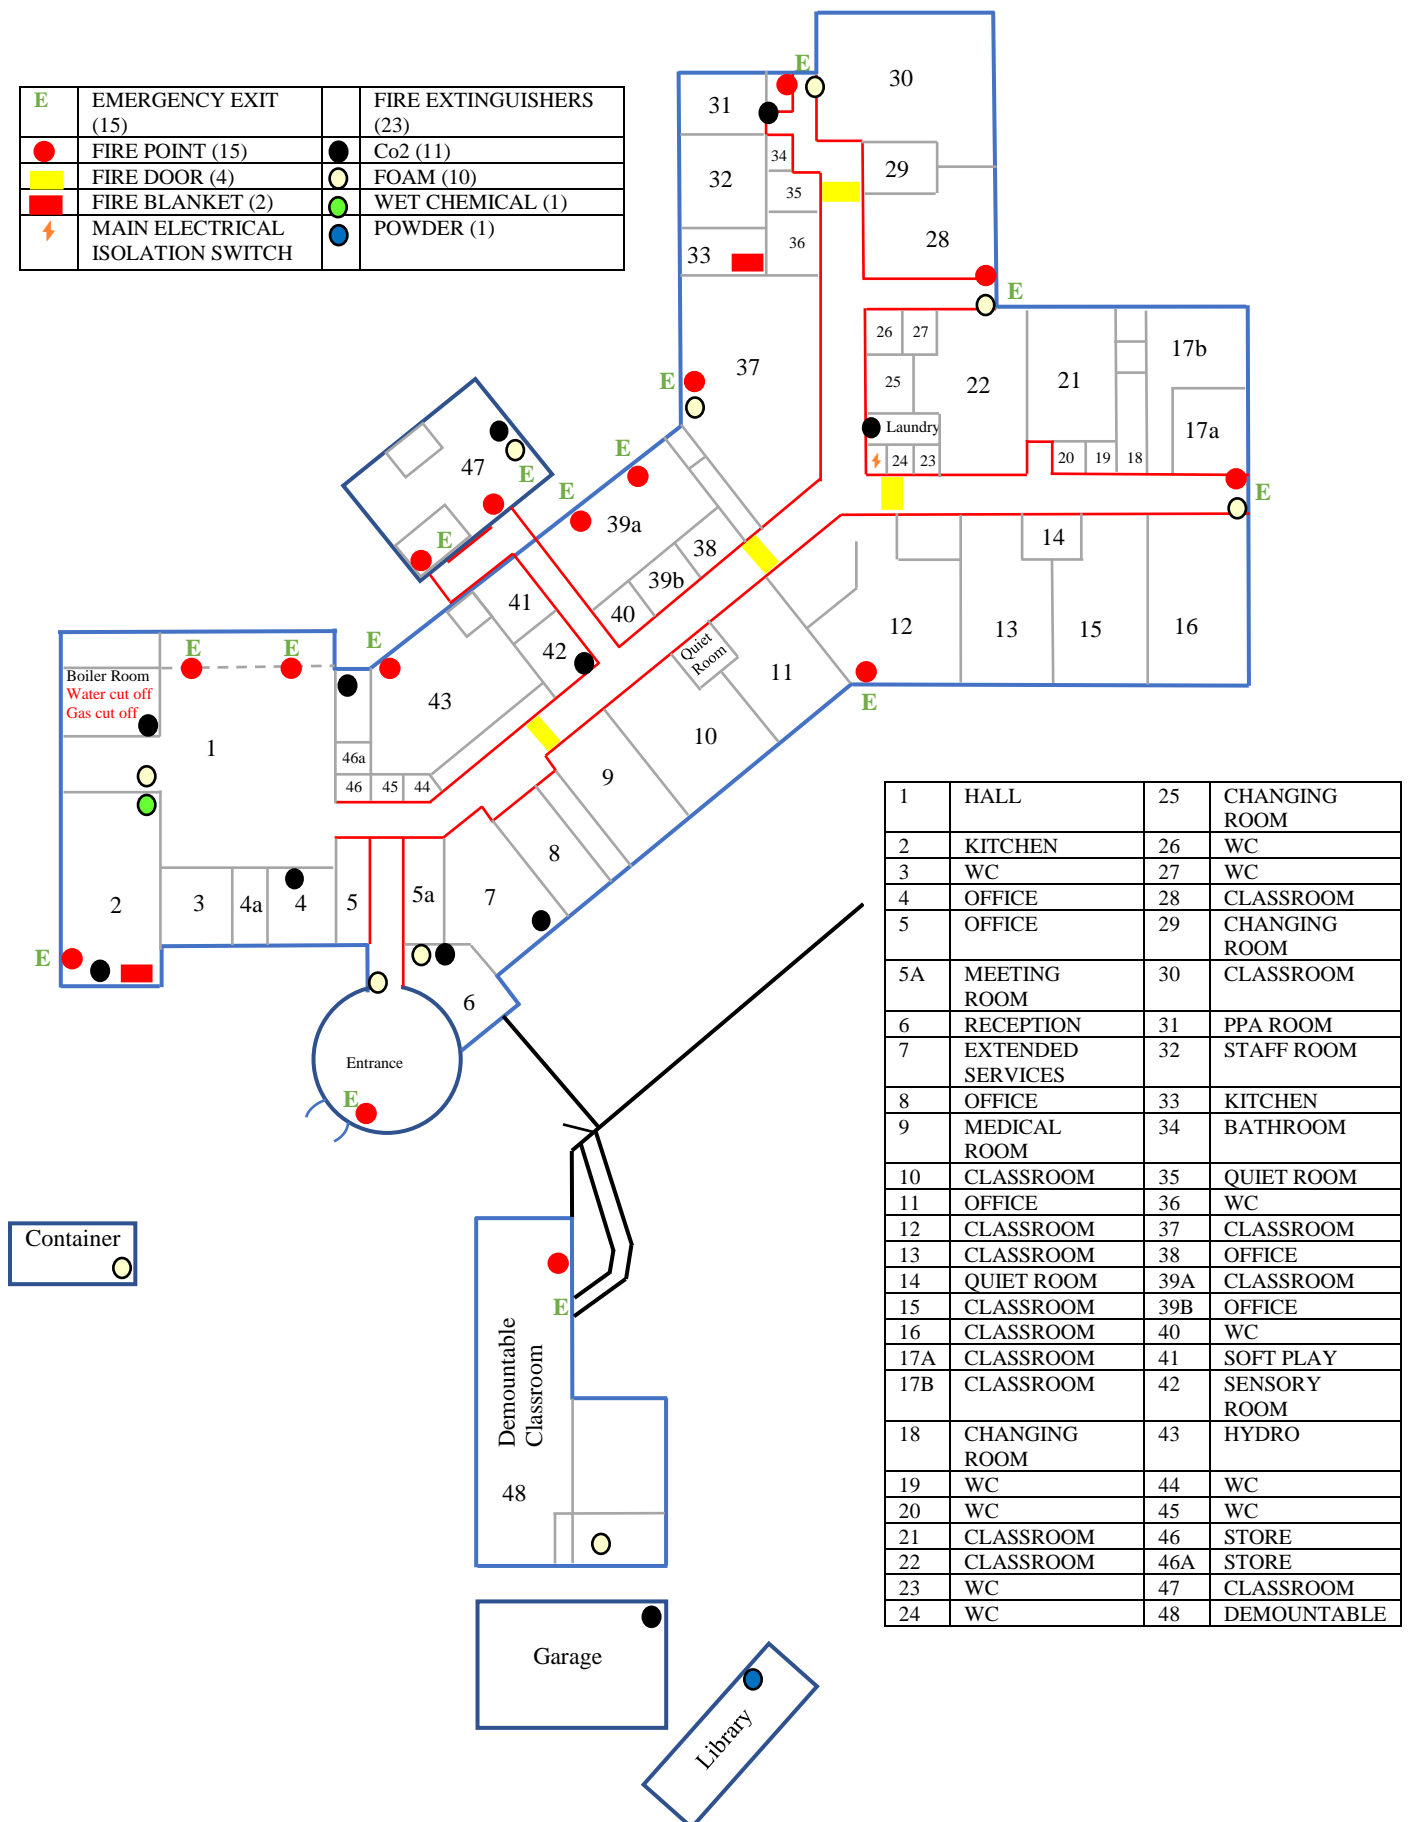 E EMERGENCY EXIT FIRE EXTINGUISHERS
(15) (23)
FIRE POINT (15) Co2 (11)
FIRE DOOR (4) FOAM (10)
FIRE BLANKET (2) WET CHEMICAL (1)
MAIN ELECTRICAL POWDER (1)
ISOLATION SWITCH
E
30
31
34
29
32
35
28
36
33
E
26 27
17b
37
21
22
25
E
Laundry
17a
24 23
20 19 18
E
47
E
E
E
39a
38
14
E
39b
41
40
12
13
15
16
42
Quiet
Room
E
E
E
11
Boiler Room
Water cut off
Gas cut off
43
E
10
1
46a
9
46 45 44
8
5a
7
2
3
4a
4
5
E
6
Entrance
E
Container
E
Demountable
Classroom
48
Garage
Library
1 HALL 25 CHANGING
ROOM
2 KITCHEN 26 WC
3 WC 27 WC
4 OFFICE 28 CLASSROOM
5 OFFICE 29 CHANGING
ROOM
5A MEETING 30 CLASSROOM
ROOM
6 RECEPTION 31 PPA ROOM
7 EXTENDED 32 STAFF ROOM
SERVICES
8 OFFICE 33 KITCHEN
9 MEDICAL 34 BATHROOM
ROOM
10 CLASSROOM 35 QUIET ROOM
11 OFFICE 36 WC
12 CLASSROOM 37 CLASSROOM
13 CLASSROOM 38 OFFICE
14 QUIET ROOM 39A CLASSROOM
15 CLASSROOM 39B OFFICE
16 CLASSROOM 40 WC
17A CLASSROOM 41 SOFT PLAY
17B CLASSROOM 42 SENSORY
ROOM
18 CHANGING 43 HYDRO
ROOM
19 WC 44 WC
20 WC 45 WC
21 CLASSROOM 46 STORE
22 CLASSROOM 46A STORE
23 WC 47 CLASSROOM
24 WC 48 DEMOUNTABLE